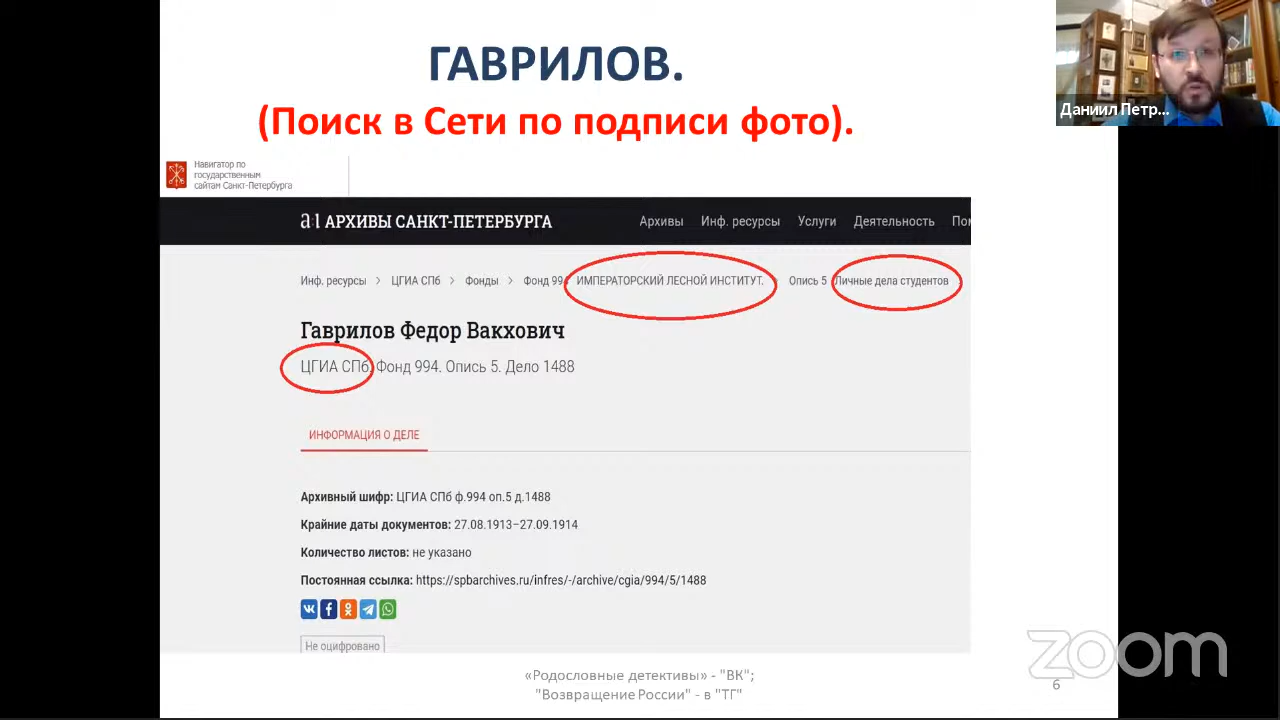 ГАВРИЛОВ.
(Поиск в Сети по подписи фото).
Даниил Петр...
Навигатор по
государственным
сайтам Санкт-Петербурга
a:1 АРХИВЫ САНКТ-ПЕТЕРБУРГА
Архивы Инф. ресурсы Услуги Деятельность Пом
Инф. ресурсы > ЦГИА СПб > Фонды > Фонд 994 ИМПЕРАТОРСКИЙ ЛЕСНОЙ ИНСТИТУТ. Опись 5 Личные дела студентов
Гаврилов Федор Вакхович
ЦГИА СПб. Фонд 994. Опись 5. Дело 1488
ИНФОРМАЦИЯ О ДЕЛЕ
Архивный шифр: ЦГИА СПб ф.994 оп.5 д.1488
Крайние даты документов: 27.08.1913–27.09.1914
Количество листов: не указано
Постоянная ссылка: https://spbarchives.ru/infres/-/archive/cgia/994/5/1488
Не оцифровано
«Родословные детективы» - "ВК";
"Возвращение России" - в "ТГ"
zoom
6